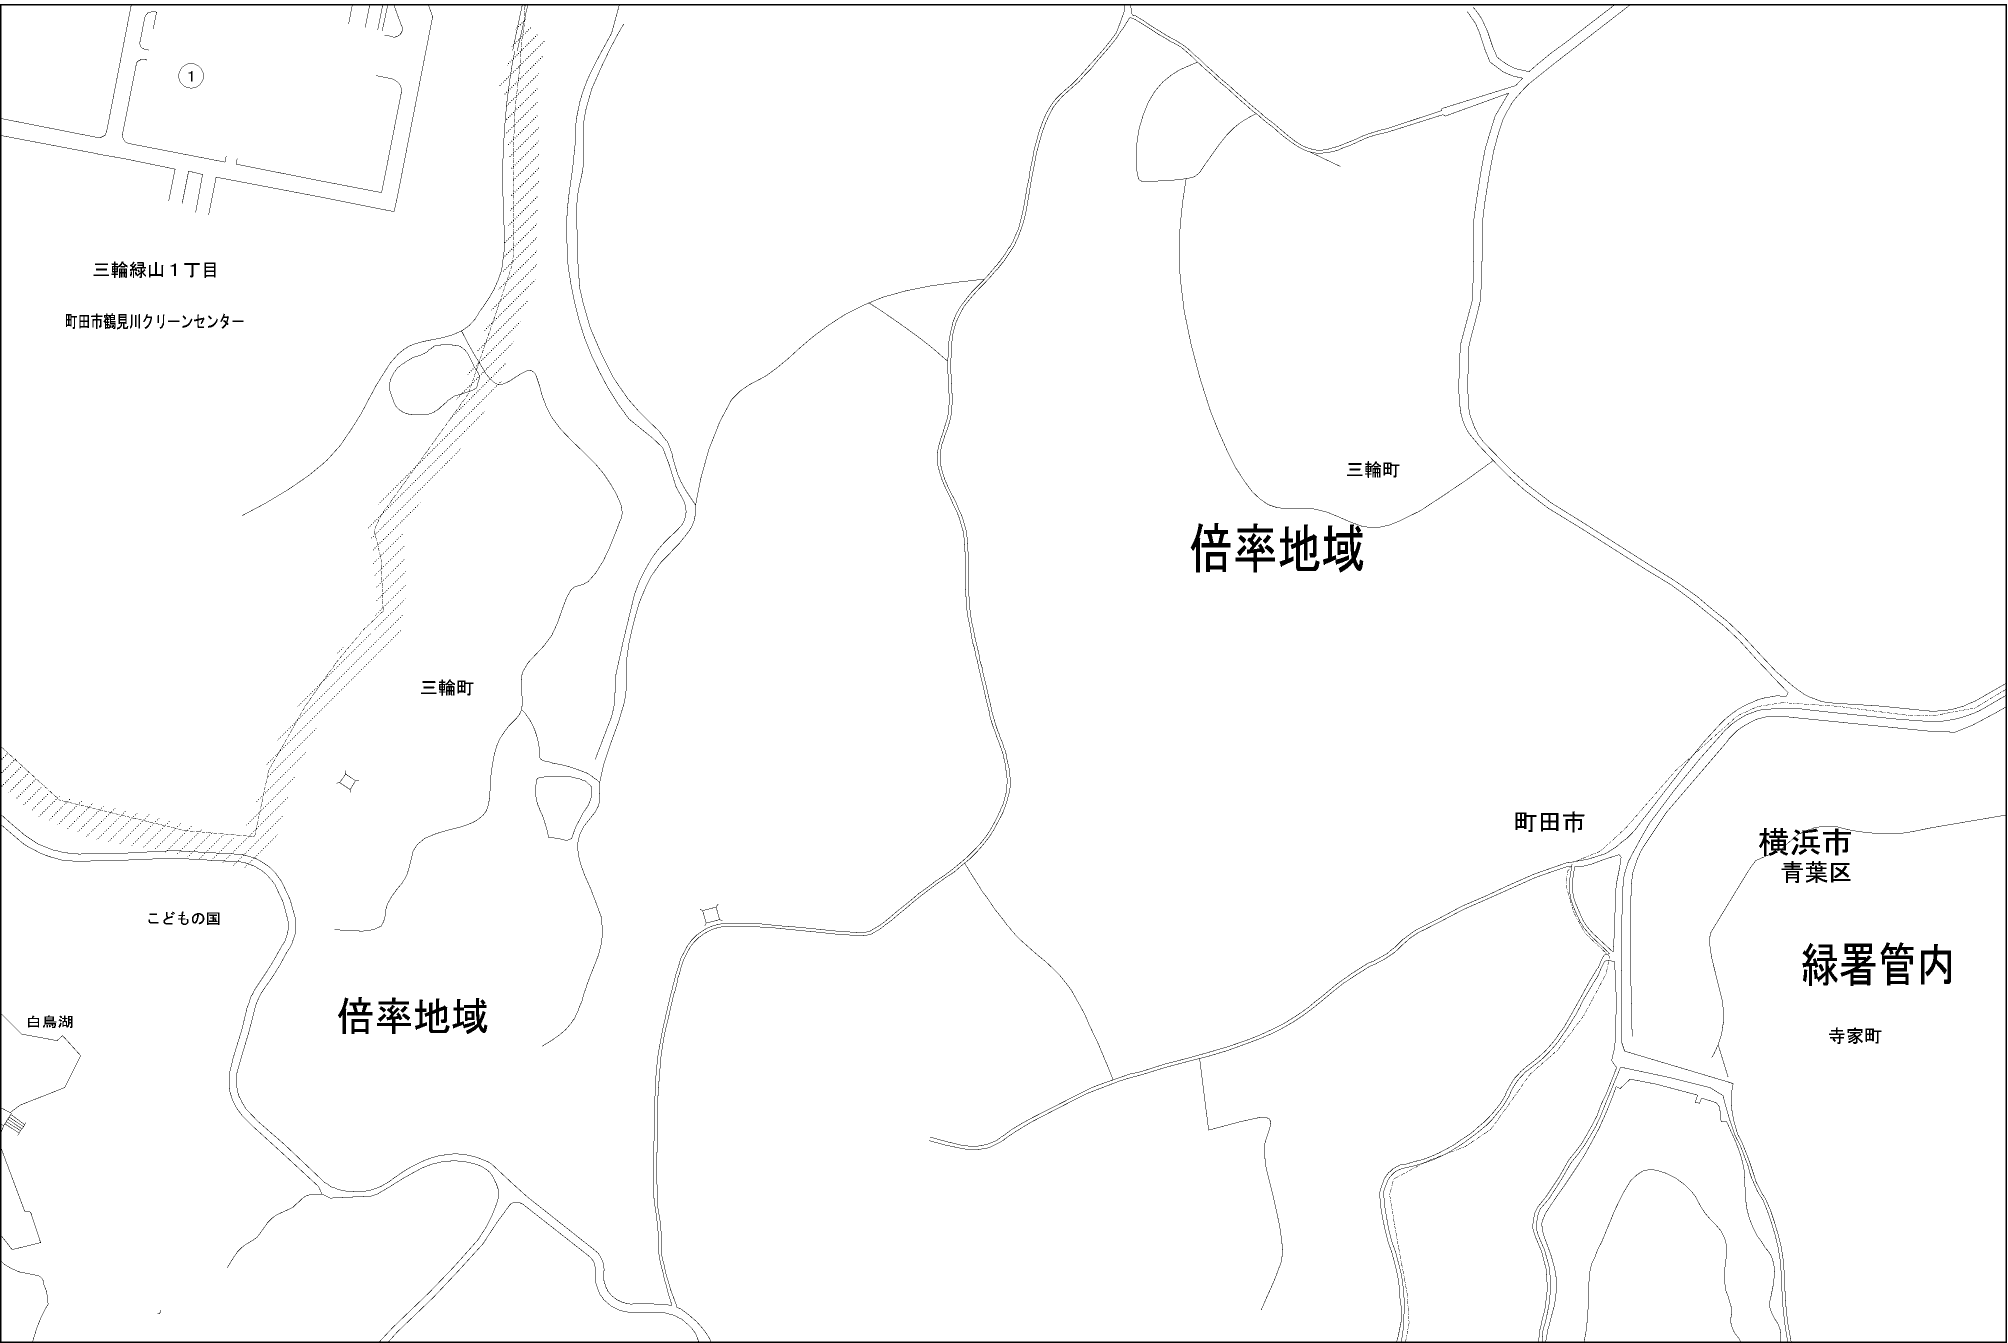 1
三輪緑山1丁目
町田市鶴見川クリーンセンター
三輪町
倍率地域
三輪町
町田市
横浜市
青葉区
こどもの国
緑署管内
倍率地域
白鳥湖
寺家町